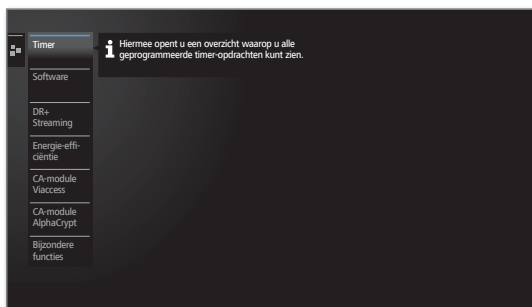 Timer
Hiermee opent u een overzicht waarop u alle
geprogrammeerde timer-opdrachten kunt zien.
Software
DR+
Streaming
Energie-effi-
ciëntie
CA-module
Viaccess
CA-module
AlphaCrypt
Bijzondere
functies